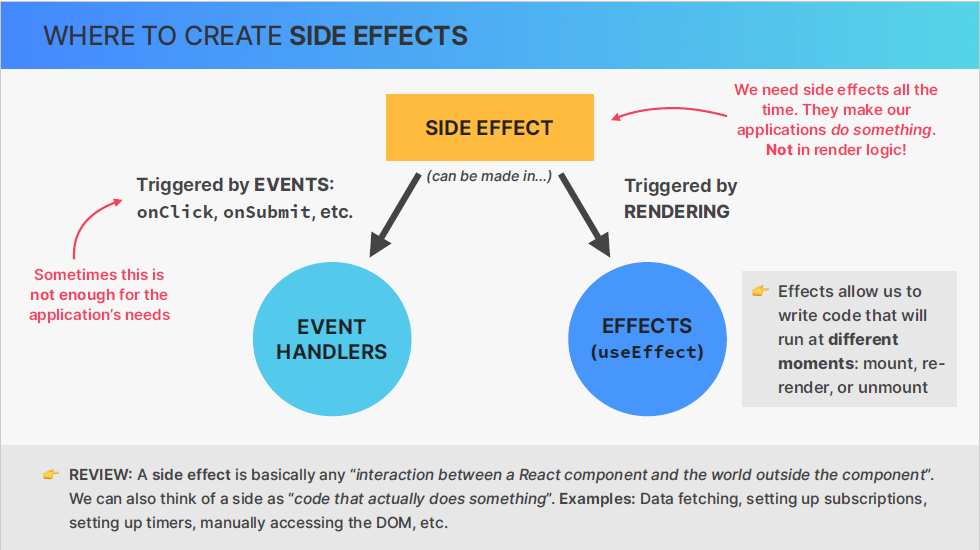 WHERE TO CREATE SIDE EFFECTS
SIDE EFFECT
We need side effects all the
time. They make our
applications do something.
Not in render logic!
(can be made in...)
Triggered by EVENTS:
onClick, onSubmit, etc.
Triggered by
RENDERING
Sometimes this is
not enough for the
application's needs
EVENT
HANDLERS
EFFECTS
(useEffect)
👉 Effects allow us to
write code that will
run at different
moments: mount, re-
render, or unmount
👉 REVIEW: A side effect is basically any “interaction between a React component and the world outside the component”.
We can also think of a side as “code that actually does something”. Examples: Data fetching, setting up subscriptions,
setting up timers, manually accessing the DOM, etc.